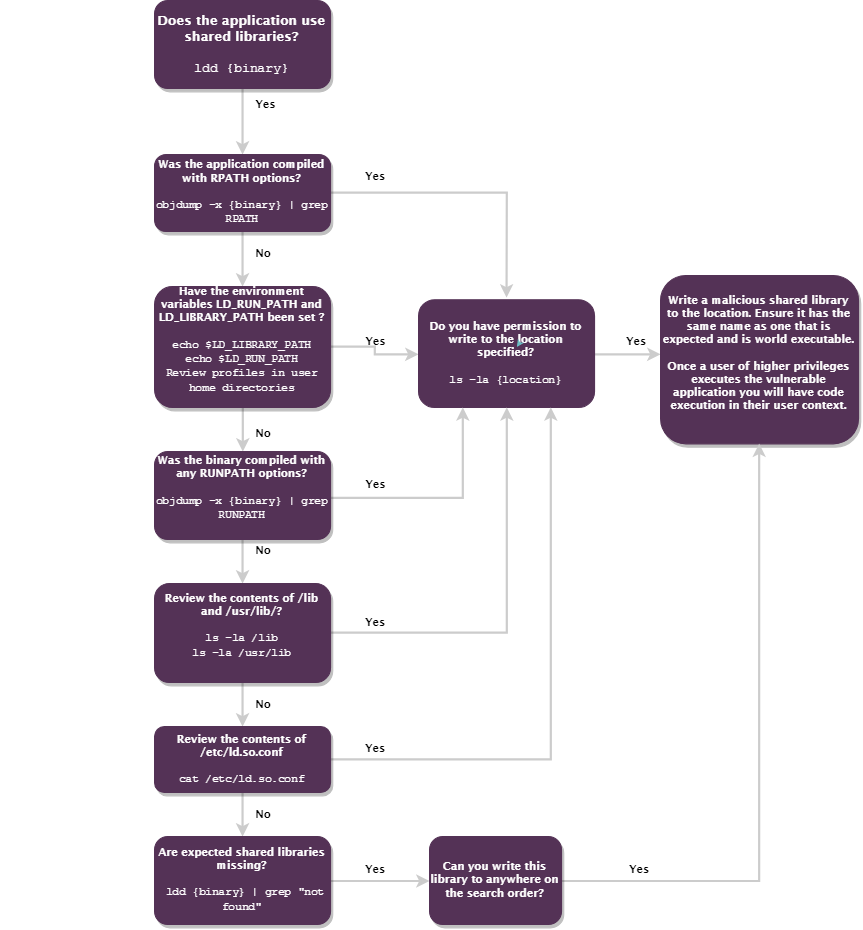 Does the application use
shared libraries?
ldd {binary}
Yes
Was the application compiled
with RPATH options?
objdump -x {binary} | grep
RPATH
Yes
No
Have the environment
variables LD_RUN_PATH and
LD_LIBRARY_PATH been set ?
echo $LD_LIBRARY_PATH
echo $LD_RUN_PATH
Review profiles in user
home directories
Yes
Do you have permission to
write to the location
specified?
ls -la {location}
Yes
Write a malicious shared library
to the location. Ensure it has the
same name as one that is
expected and is world executable.
Once a user of higher privileges
executes the vulnerable
application you will have code
execution in their user context.
No
Was the binary compiled with
any RUNPATH options?
objdump -x {binary} | grep
RUNPATH
Yes
No
Review the contents of /lib
and /usr/lib/?
ls -la /lib
ls -la /usr/lib
Yes
No
Review the contents of
/etc/ld.so.conf
cat /etc/ld.so.conf
Yes
No
Are expected shared libraries
missing?
ldd {binary} | grep "not
found"
Yes
Can you write this
library to anywhere on
the search order?
Yes